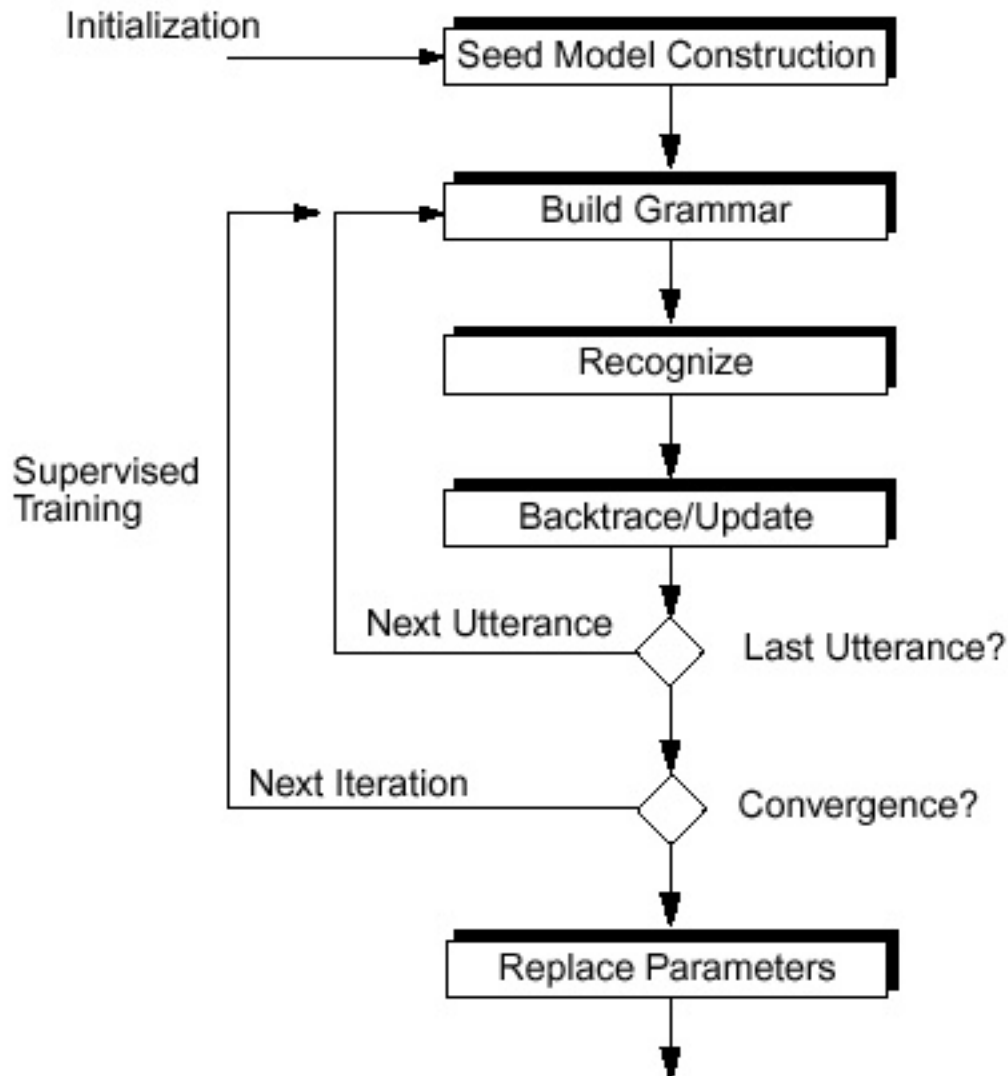 Initialization
Seed Model Construction
Build Grammar
Recognize
Supervised
Training
Backtrace/Update
Next Utterance
Last Utterance?
Next Iteration
Convergence?
Replace Parameters